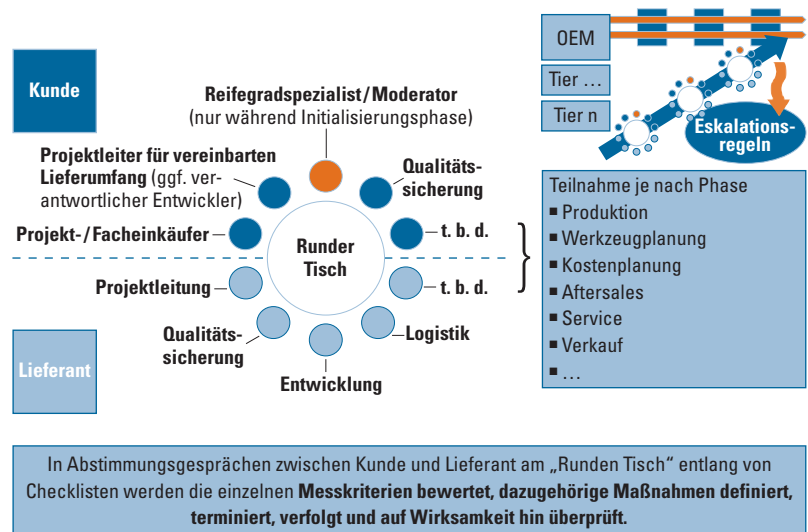 Kunde
Reifegradspezialist/Moderator
(nur während Initialisierungsphase)
Projektleiter für vereinbarten
Lieferumfang (ggf. ver-
antwortlicher Entwickler)
Qualitäts-
sicherung
Projekt-/Facheinkäufer
t. b. d.
Runder
Tisch
Projektleitung
t. b. d.
Qualitäts-
sicherung
Logistik
Entwicklung
Lieferant
OEM
Tier …
Tier n
Eskalations-
regeln
Teilnahme je nach Phase
■ Produktion
■ Werkzeugplanung
■ Kostenplanung
■ Aftersales
■ Service
■ Verkauf
■ …
In Abstimmungsgesprächen zwischen Kunde und Lieferant am „Runden Tisch“ entlang von
Checklisten werden die einzelnen Messkriterien bewertet, dazugehörige Maßnahmen definiert,
terminiert, verfolgt und auf Wirksamkeit hin überprüft.